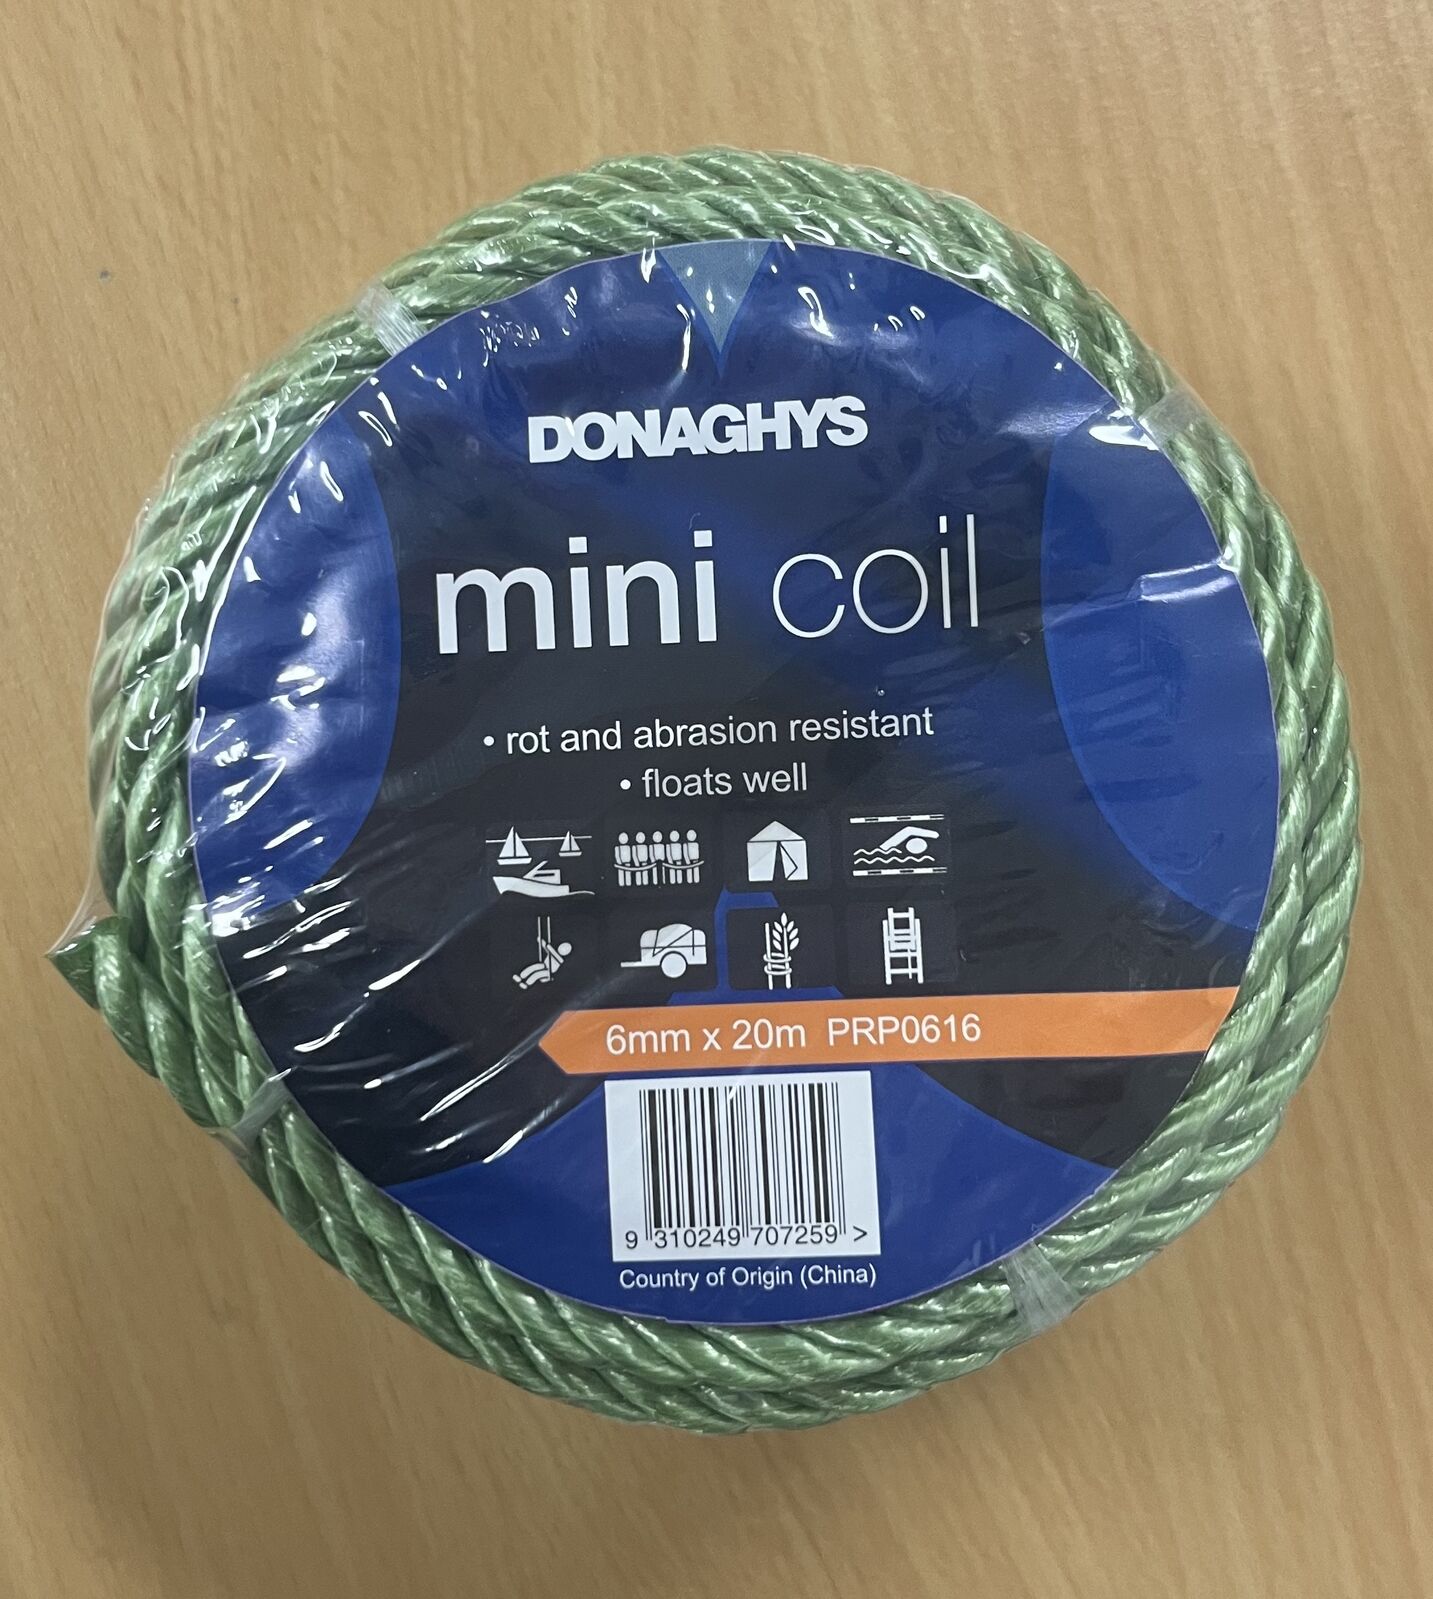 DONAGHYS
mini coil
• rot and abrasion resistant
• floats well
6mm x 20m PRP0616
9 310249 707259 >
Country of Origin (China)